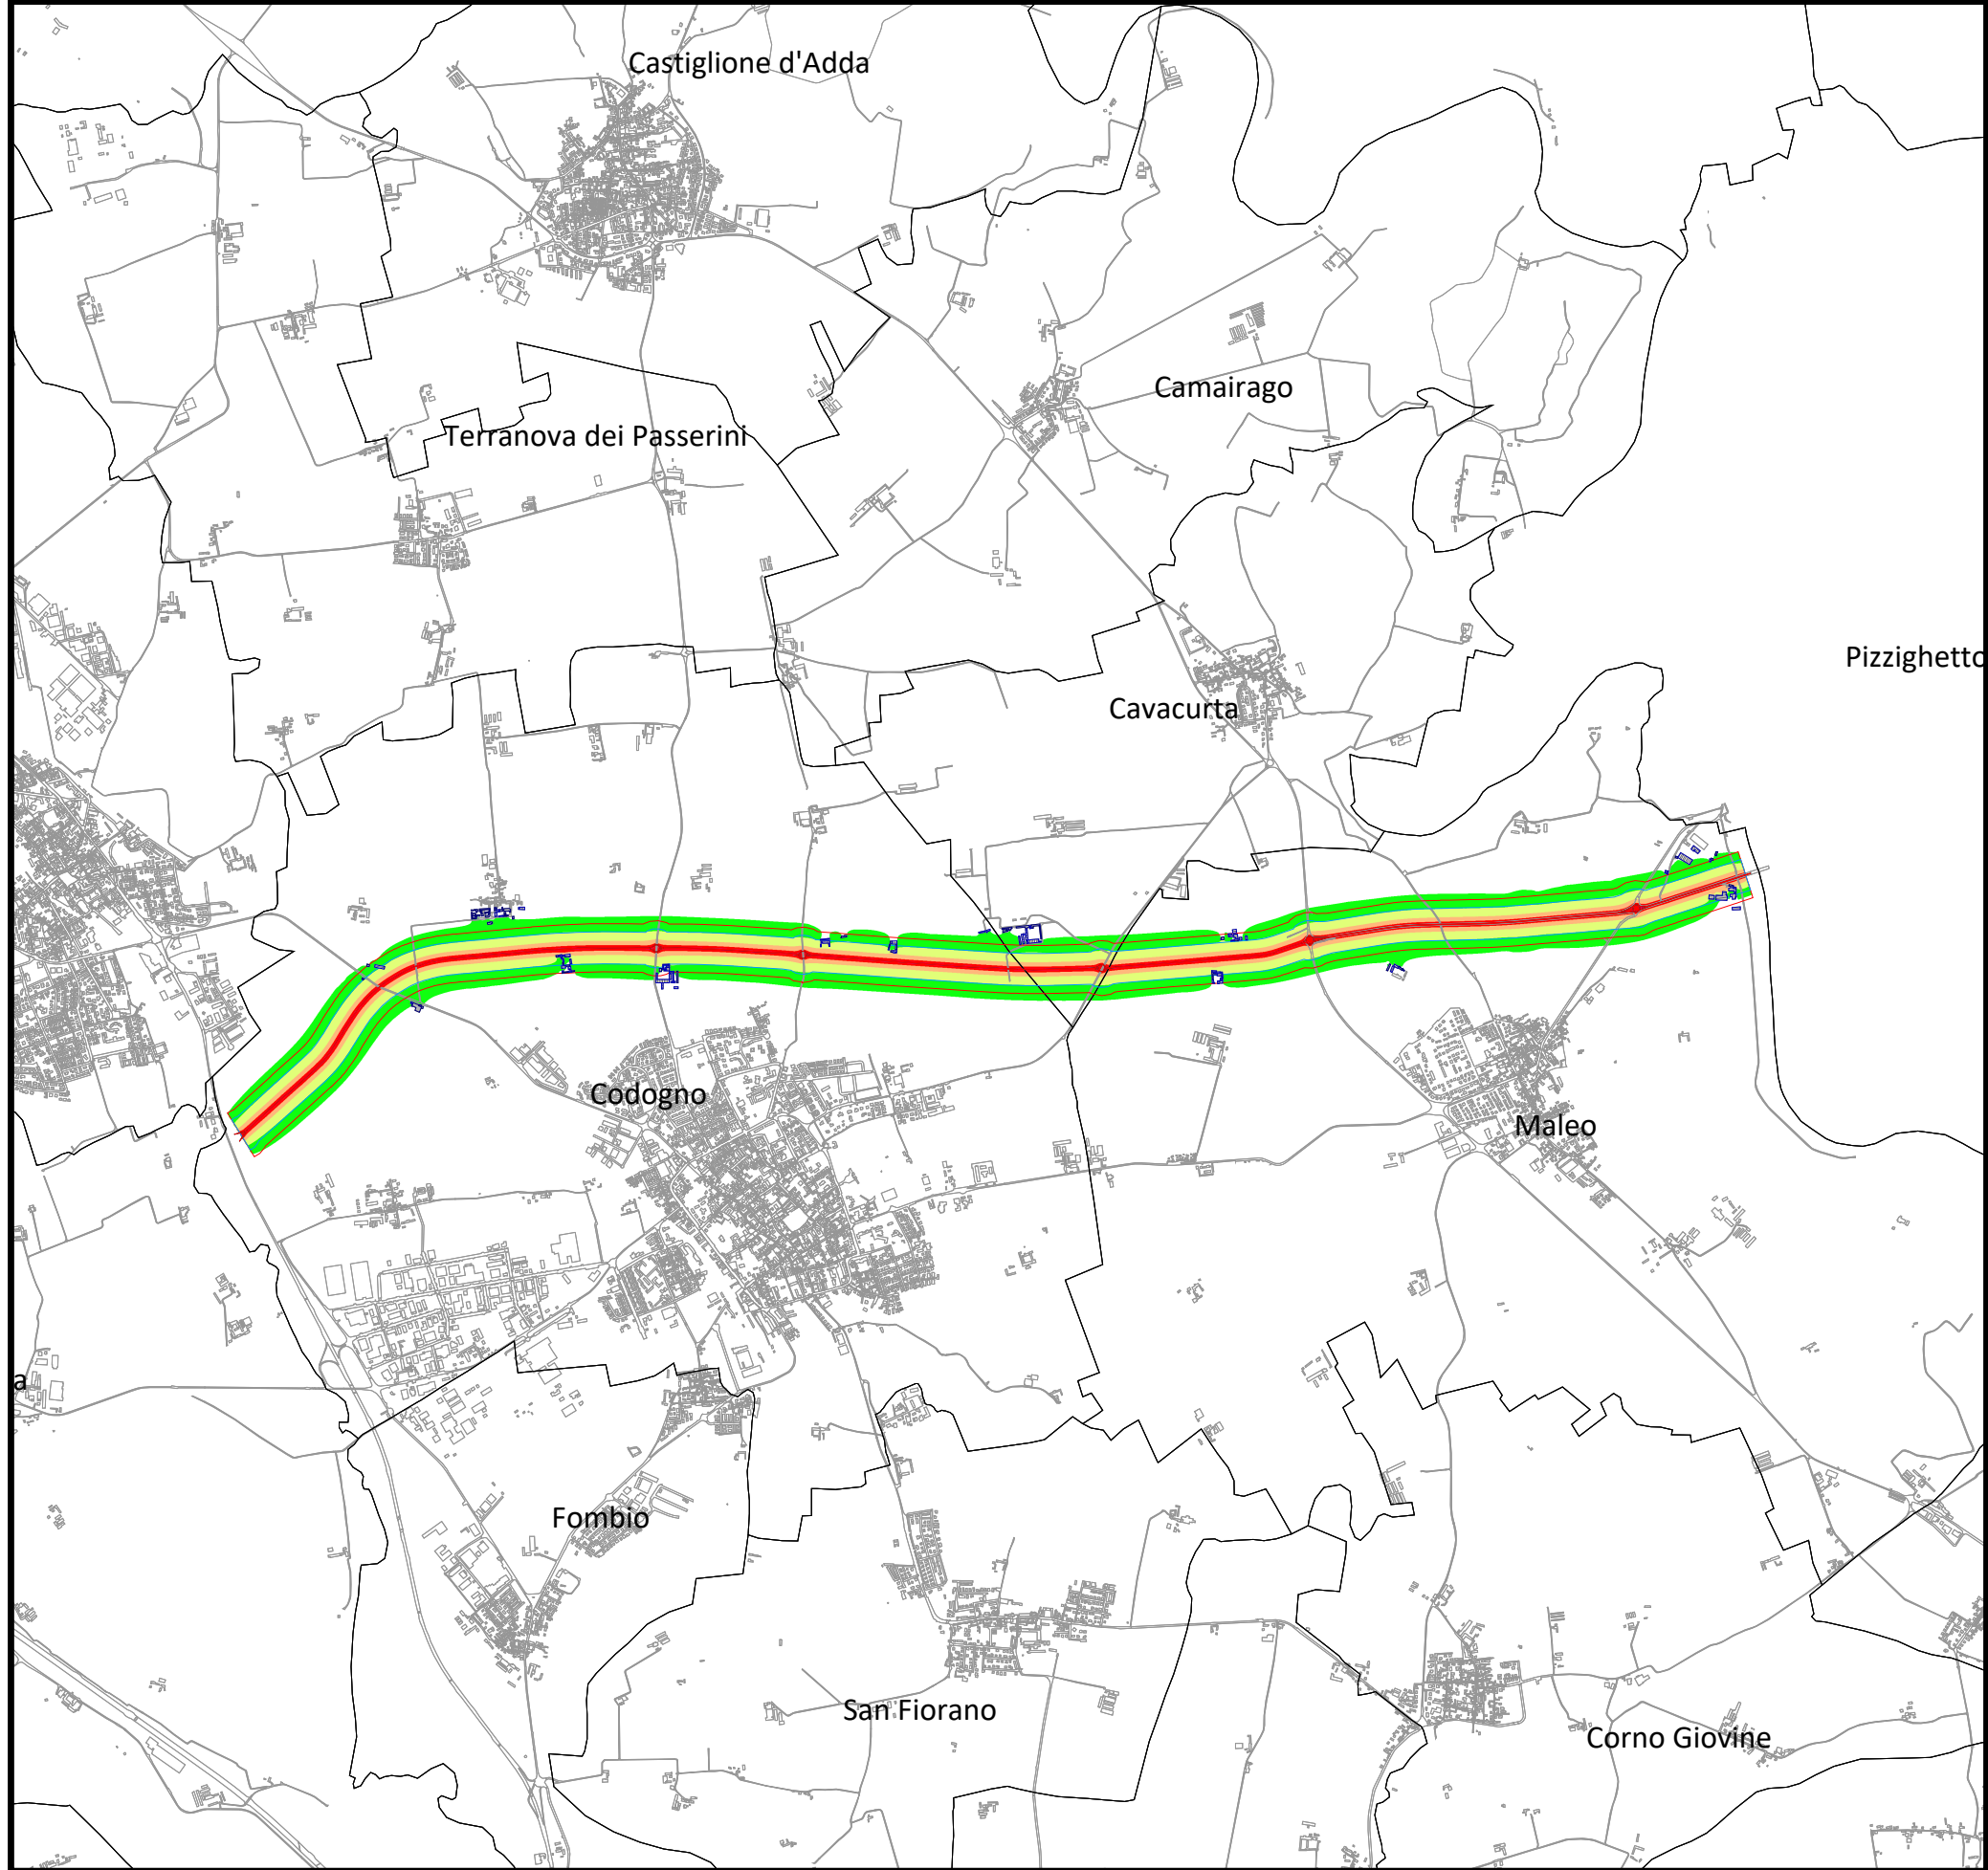 Castiglione d'Adda
Camairago
Terranova dei Passerini
Pizzighetto
Cavacurta
Codogno
Maleo
a
Fombio
San Fiorano
Corno Giovine